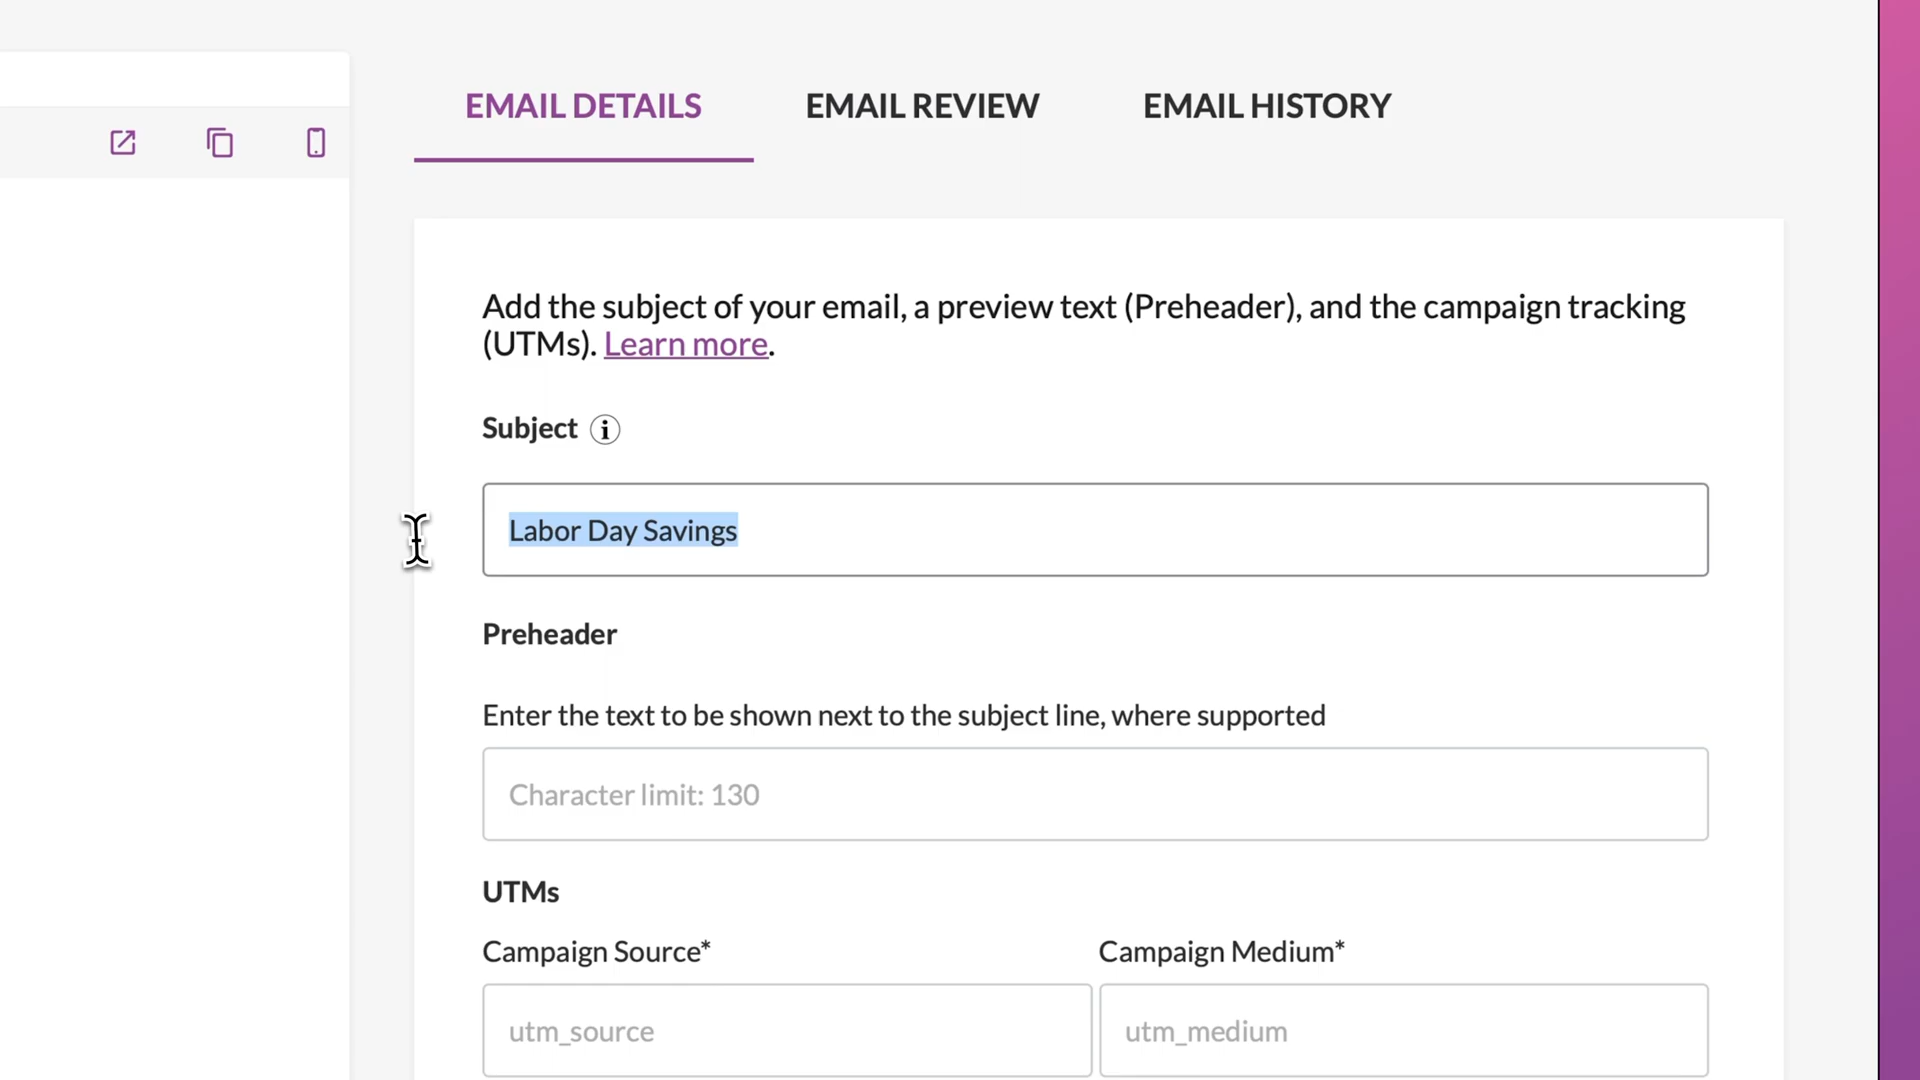 EMAIL DETAILS
EMAIL REVIEW
EMAIL HISTORY
Add the subject of your email, a preview text (Preheader), and the campaign tracking
(UTMs). Learn more.
Subject
Labor Day Savings
Preheader
Enter the text to be shown next to the subject line, where supported
Character limit: 130
UTMs
Campaign Source*
Campaign Medium*
utm_source
utm_medium